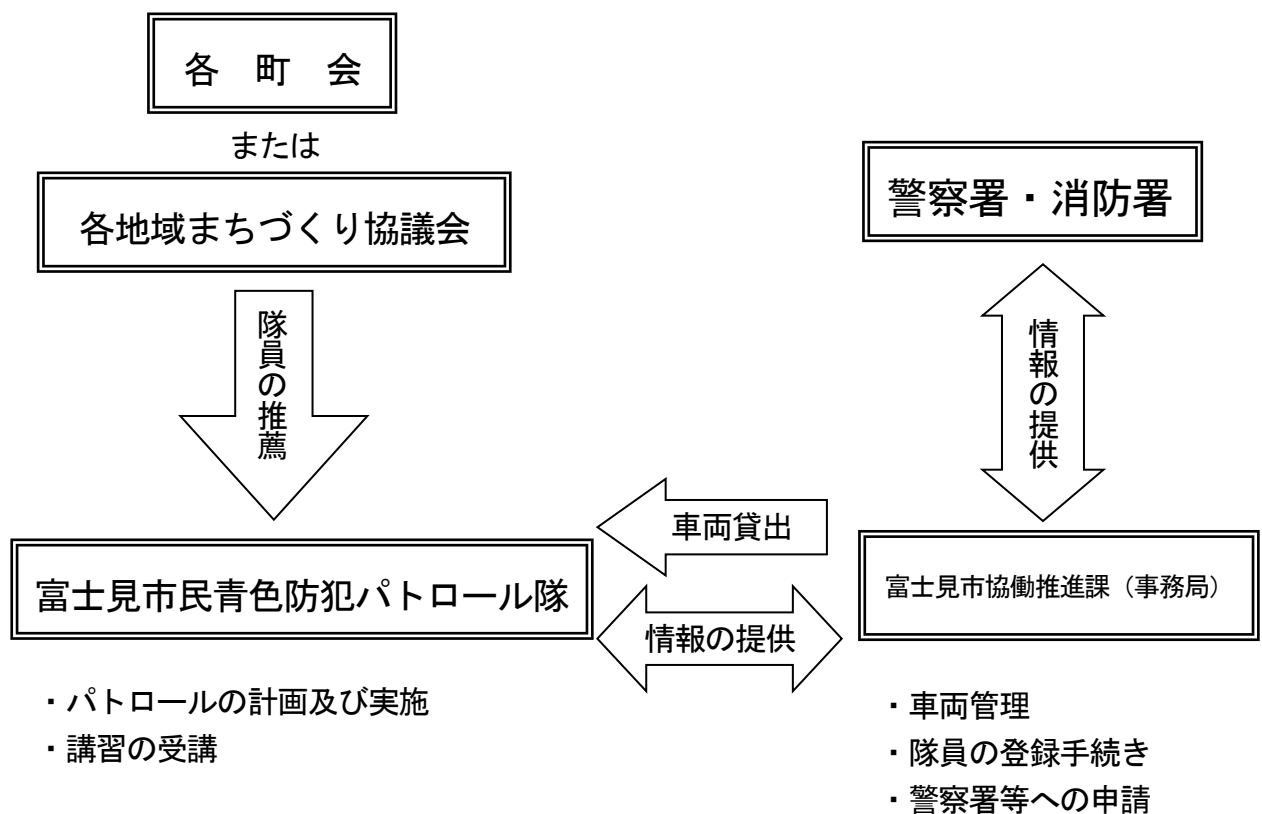 各　町　会
または
各地域まちづくり協議会
隊員の推薦
警察署・消防署
情報の提供
車両貸出
富士見市民青色防犯パトロール隊
情報の提供
富士見市協働推進課（事務局）
・パトロールの計画及び実施
・講習の受講
・車両管理
・隊員の登録手続き
・警察署等への申請